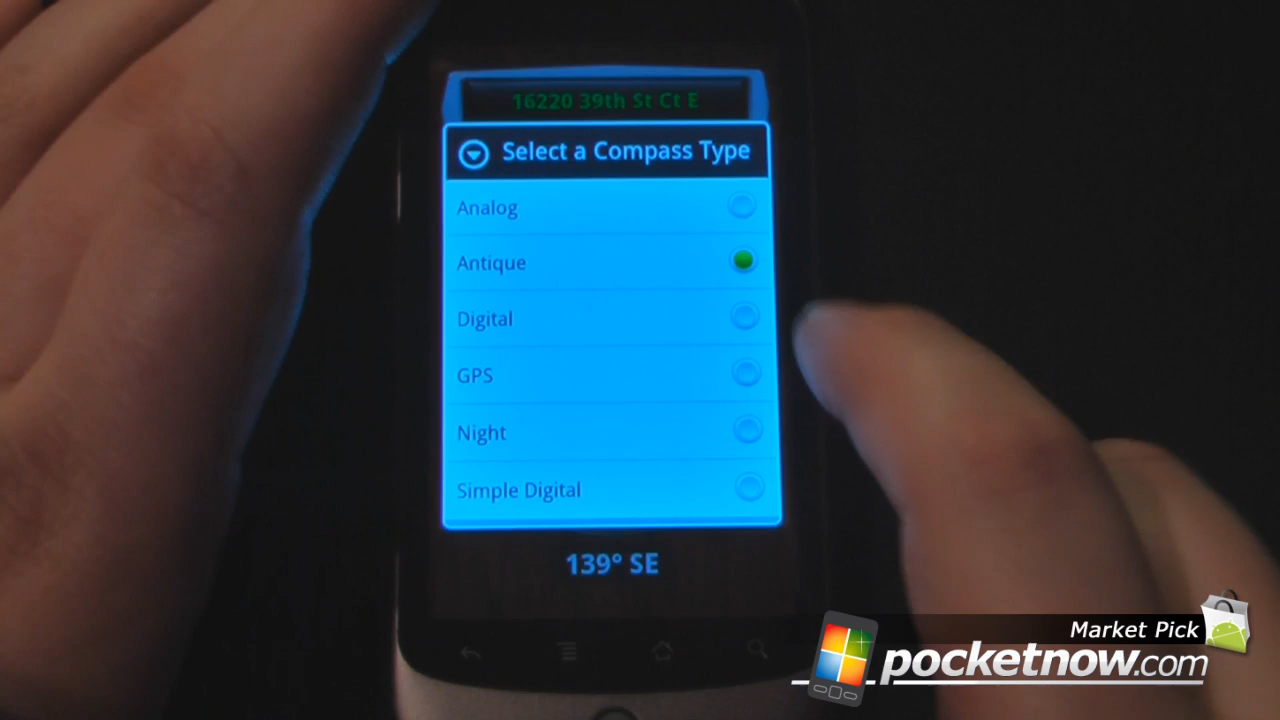 16220 39th St Ct E
Select a Compass Type
Analog
Antique
Digital
GPS
Night
Simple Digital
139° SE
Market Pick
pocketnow.com